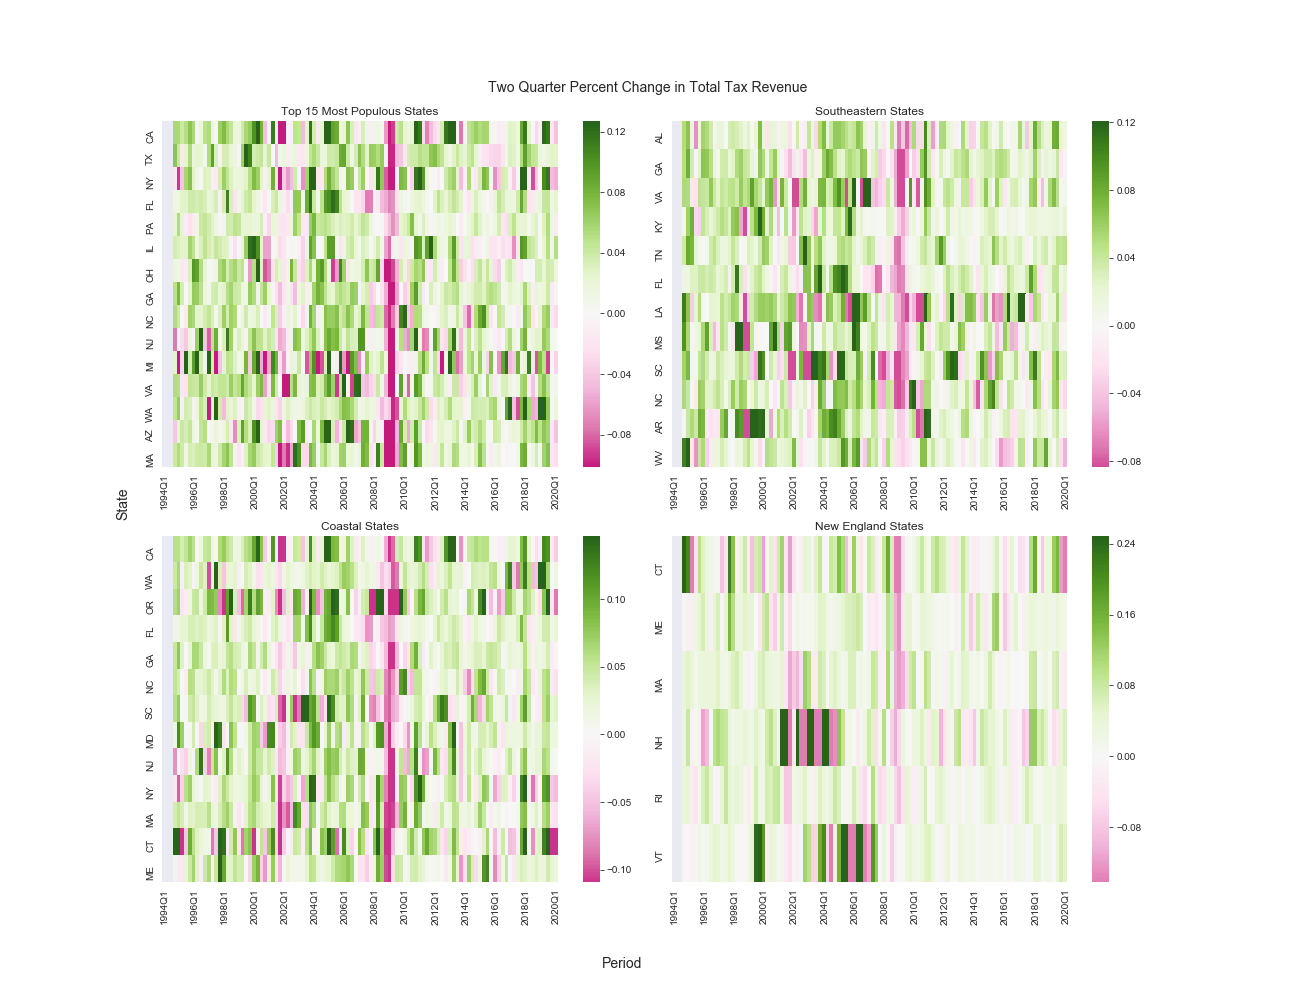 Two Quarter Percent Change in Total Tax Revenue
Top 15 Most Populous States
CA
TX
NY
FL
PA
IL
OH
GA
NC
NJ
MI
VA
WA
AZ
MA
0.12
0.08
0.04
0.00
−0.04
−0.08
1994Q1
1996Q1
1998Q1
2000Q1
2002Q1
2004Q1
2006Q1
2008Q1
2010Q1
2012Q1
2014Q1
2016Q1
2018Q1
2020Q1
Southeastern States
AL
GA
VA
KY
TN
FL
LA
MS
SC
NC
AR
WV
0.12
0.08
0.04
0.00
−0.04
−0.08
1994Q1
1996Q1
1998Q1
2000Q1
2002Q1
2004Q1
2006Q1
2008Q1
2010Q1
2012Q1
2014Q1
2016Q1
2018Q1
2020Q1
State
Coastal States
CA
WA
OR
FL
GA
NC
SC
MD
NJ
NY
MA
CT
ME
0.10
0.05
0.00
−0.05
−0.10
1994Q1
1996Q1
1998Q1
2000Q1
2002Q1
2004Q1
2006Q1
2008Q1
2010Q1
2012Q1
2014Q1
2016Q1
2018Q1
2020Q1
New England States
CT
ME
MA
NH
RI
VT
0.24
0.16
0.08
0.00
−0.08
1994Q1
1996Q1
1998Q1
2000Q1
2002Q1
2004Q1
2006Q1
2008Q1
2010Q1
2012Q1
2014Q1
2016Q1
2018Q1
2020Q1
Period